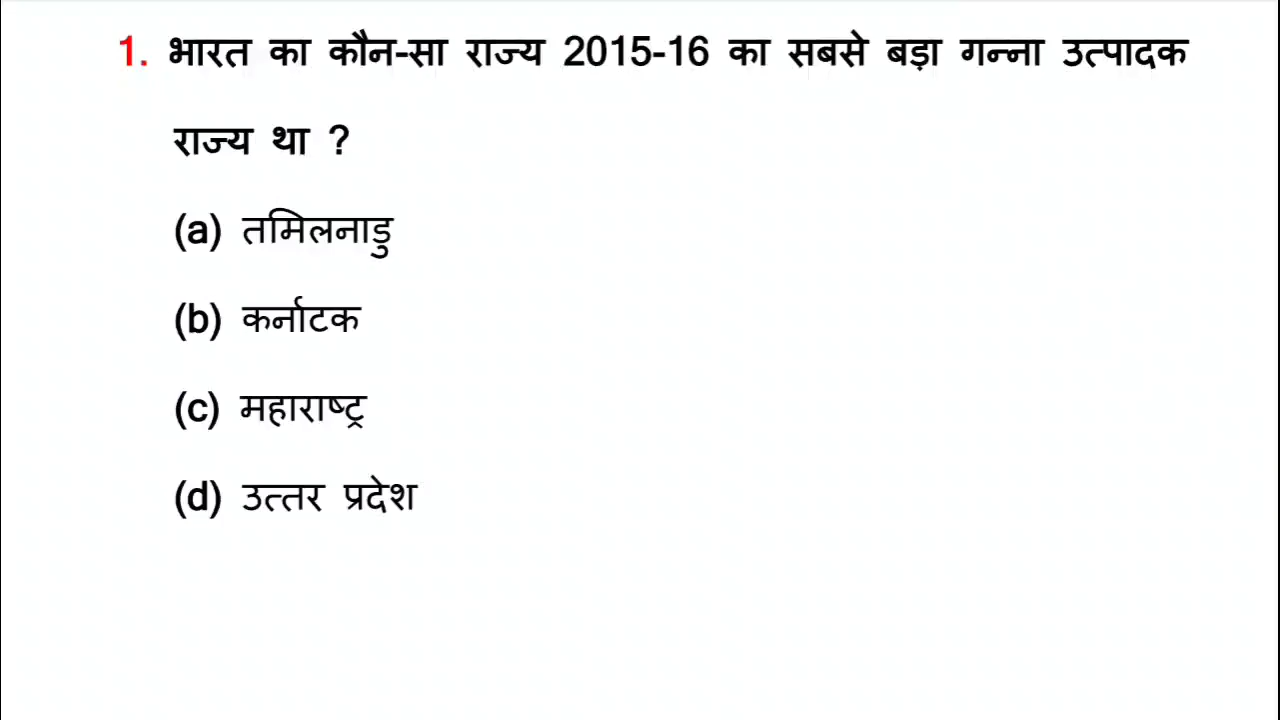 1. भारत का कौन-सा राज्य 2015-16 का सबसे बड़ा गन्ना उत्पादक
राज्य था ?
(a) तमिलनाडु
(b) कर्नाटक
(c) महाराष्ट्र
(d) उत्तर प्रदेश